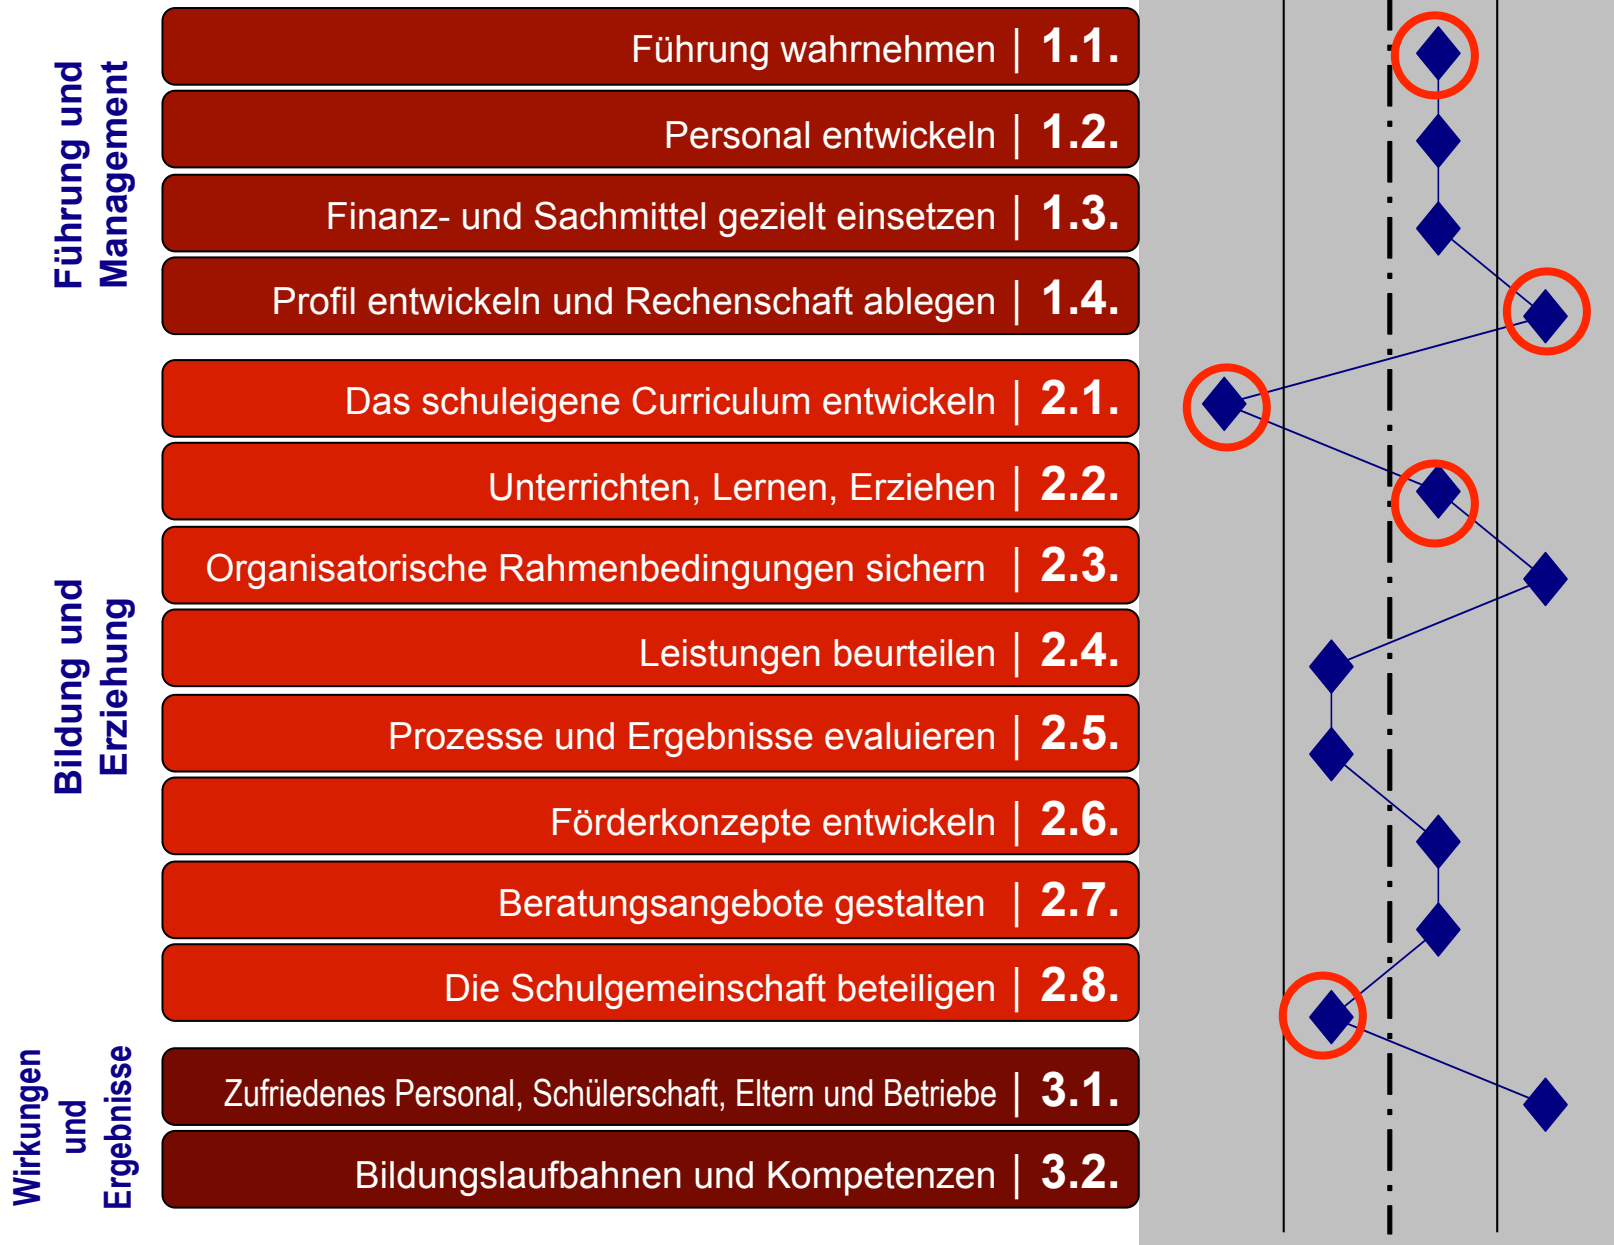 Führung und
Management
Führung wahrnehmen | 1.1.
Personal entwickeln | 1.2.
Finanz- und Sachmittel gezielt einsetzen | 1.3.
Profil entwickeln und Rechenschaft ablegen | 1.4.
Bildung und
Erziehung
Das schuleigene Curriculum entwickeln | 2.1.
Unterrichten, Lernen, Erziehen | 2.2.
Organisatorische Rahmenbedingungen sichern | 2.3.
Leistungen beurteilen | 2.4.
Prozesse und Ergebnisse evaluieren | 2.5.
Förderkonzepte entwickeln | 2.6.
Beratungsangebote gestalten | 2.7.
Die Schulgemeinschaft beteiligen | 2.8.
Wirkungen
und
Ergebnisse
Zufriedenes Personal, Schülerschaft, Eltern und Betriebe | 3.1.
Bildungslaufbahnen und Kompetenzen | 3.2.